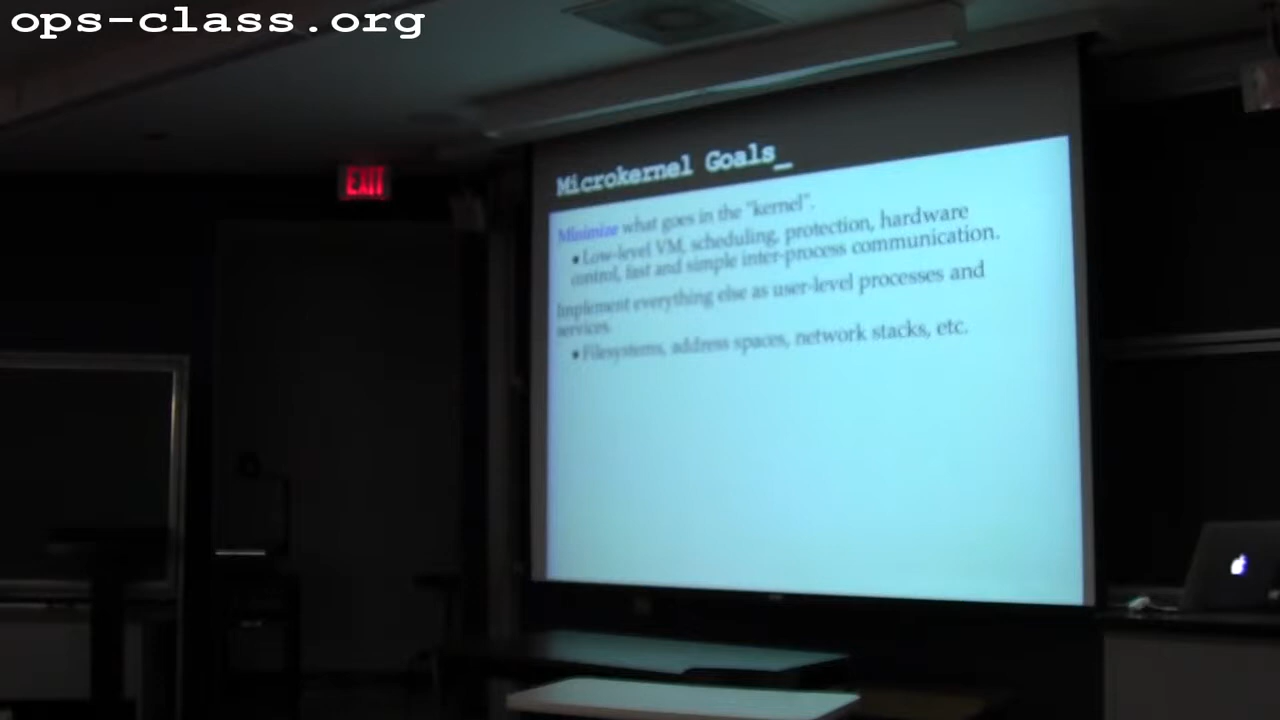 ops-class.org
EXIT
Microkernel Goals_
Minimize what goes in the "kernel".
• Low-level VM, scheduling, protection, hardware
control, fast and simple inter-process communication.
Implement everything else as user-level processes and
services.
• Filesystems, address spaces, network stacks, etc.